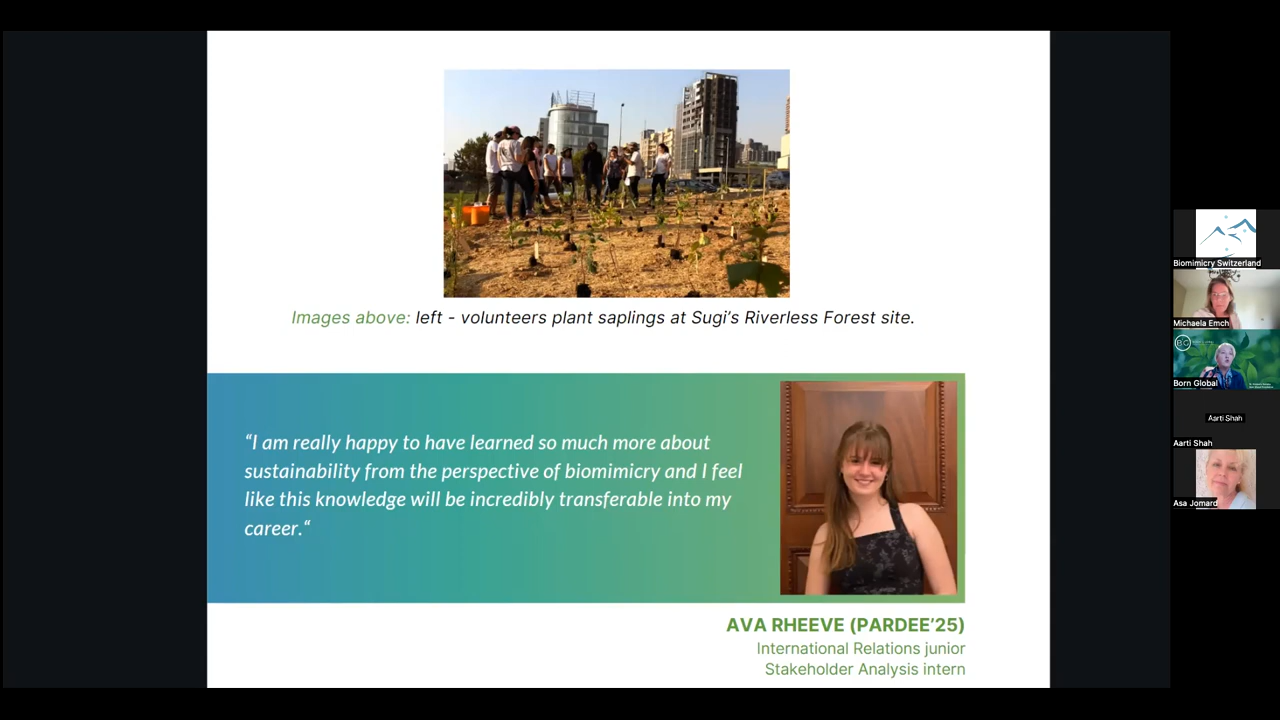 Images above: left - volunteers plant saplings at Sugi's Riverless Forest site.
“I am really happy to have learned so much more about
sustainability from the perspective of biomimicry and I feel
like this knowledge will be incredibly transferable into my
career.“
AVA RHEEVE (PARDEE’25)
International Relations junior
Stakeholder Analysis intern
Biomimicry Switzerland
Michaela Emch
Born Global
Aarti Shah
Aarti Shah
Asa Jomard